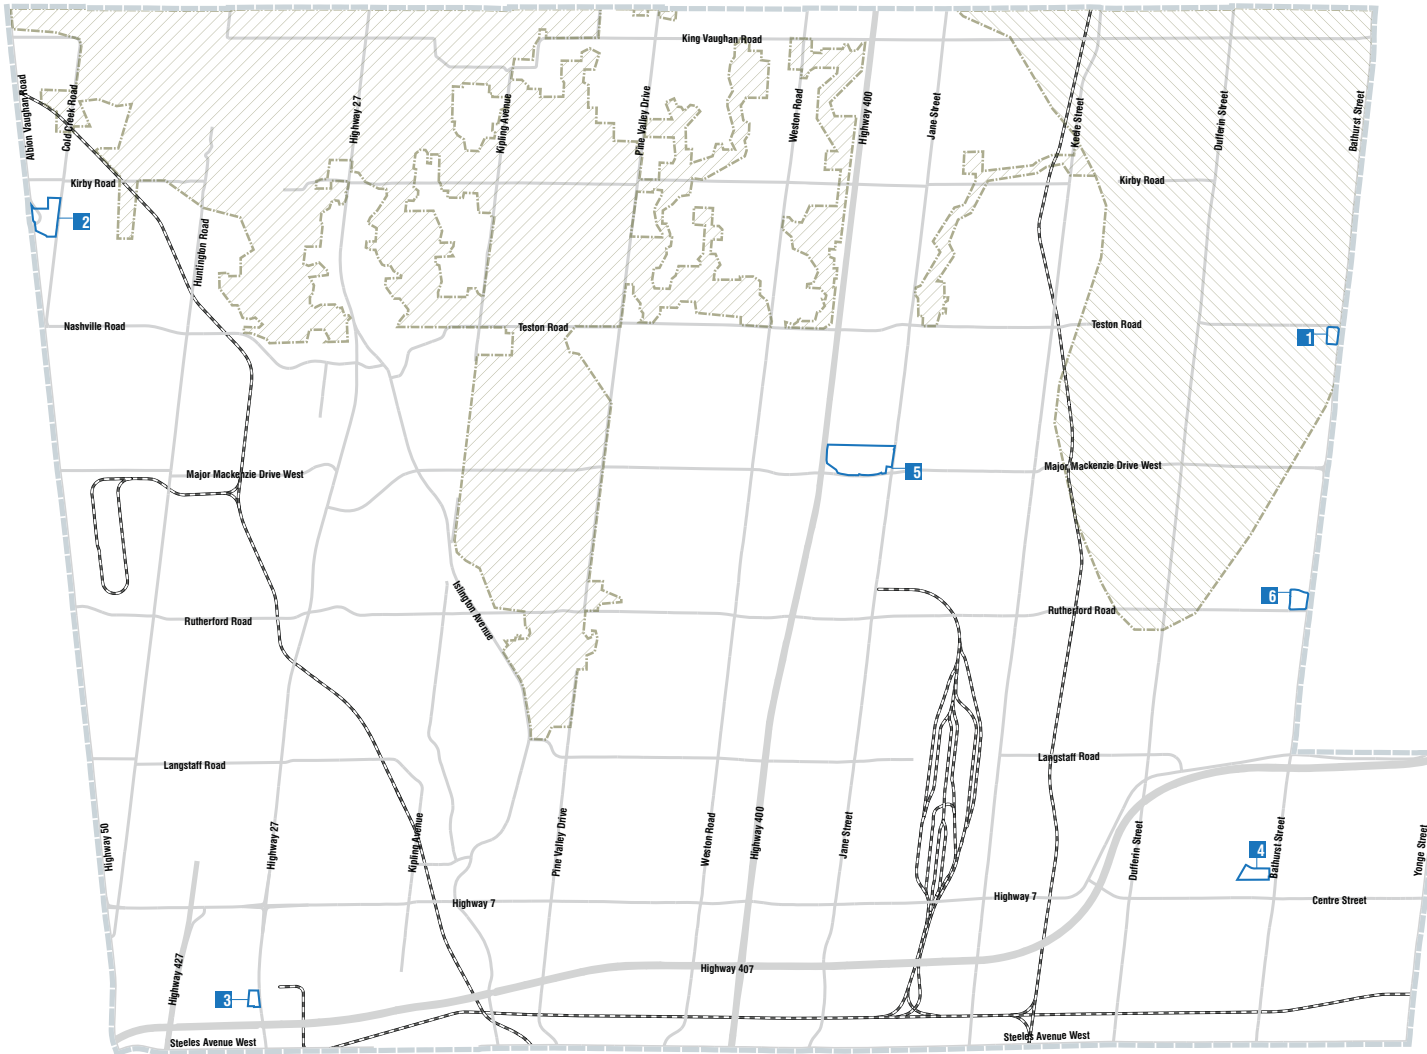 King Vaughan Road
Albion Vaughan Road
Cold Creek Road
Highway 27
Kipling Avenue
Pine Valley Drive
Weston Road
Highway 400
Jane Street
Keele Street
Dufferin Street
Bathurst Street
Kirby Road
Kirby Road
2
Huntington Road
Nashville Road
Teston Road
Teston Road
1
Major Mackenzie Drive West
5
Major Mackenzie Drive West
Islington Avenue
6
Rutherford Road
Rutherford Road
Langstaff Road
Langstaff Road
Highway 50
Highway 27
Kipling Avenue
Pine Valley Drive
Weston Road
Highway 400
Jane Street
Dufferin Street
4
Bathurst Street
Yonge Street
Highway 7
Highway 7
Centre Street
Highway 427
Highway 407
3
Steeles Avenue West
Steeles Avenue West